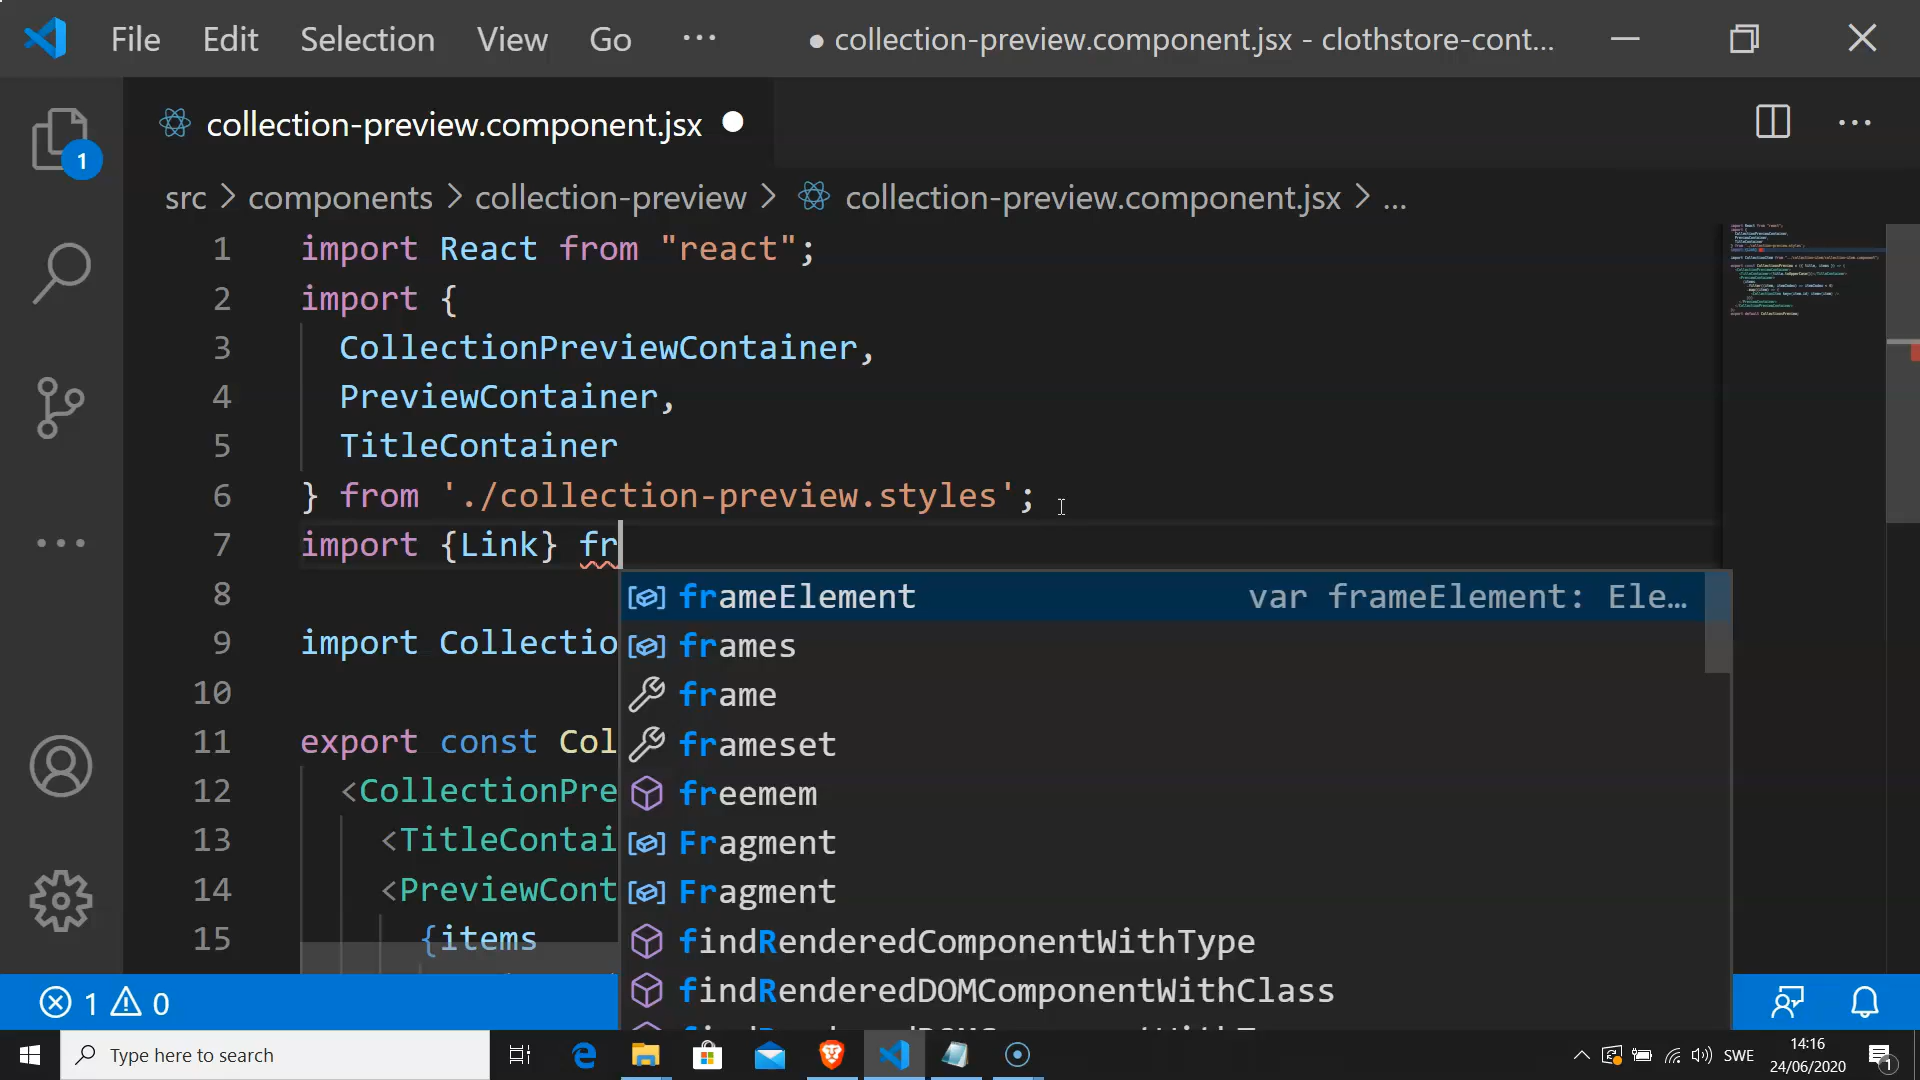 File Edit Selection View Go ··· ● collection-preview.component.jsx - clothstore-cont...
collection-preview.component.jsx
src > components > collection-preview > collection-preview.component.jsx > ...
1 import React from "react";
2 import {
3 CollectionPreviewContainer,
4 PreviewContainer,
5 TitleContainer
6 } from './collection-preview.styles';
7 import {Link} fr
8
9 import Collectio
10
11 export const Col
12 <CollectionPre
13 <TitleContai
14 <PreviewCont
15 {items
1
frameElement var frameElement: Ele...
frames
frame
frameset
freemem
Fragment
Fragment
findRenderedComponentWithType
findRenderedDOMComponentWithClass
1 0
Type here to search
SWE
14:16
24/06/2020
1